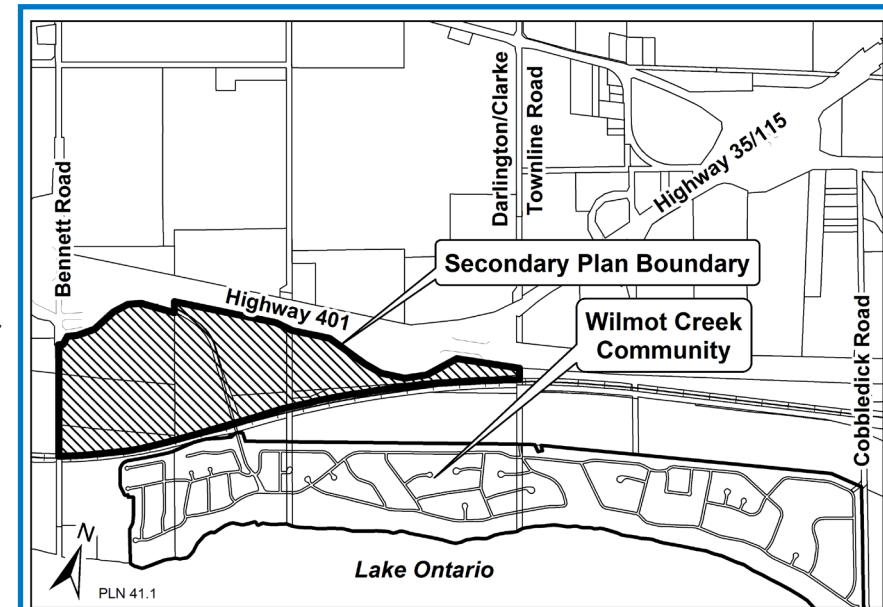 Bennett Road
Darlington/Clarke
Townline Road
Highway 35/115
Secondary Plan Boundary
Highway 401
Wilmot Creek
Community
Cobbledick Road
Lake Ontario
N
PLN 41.1